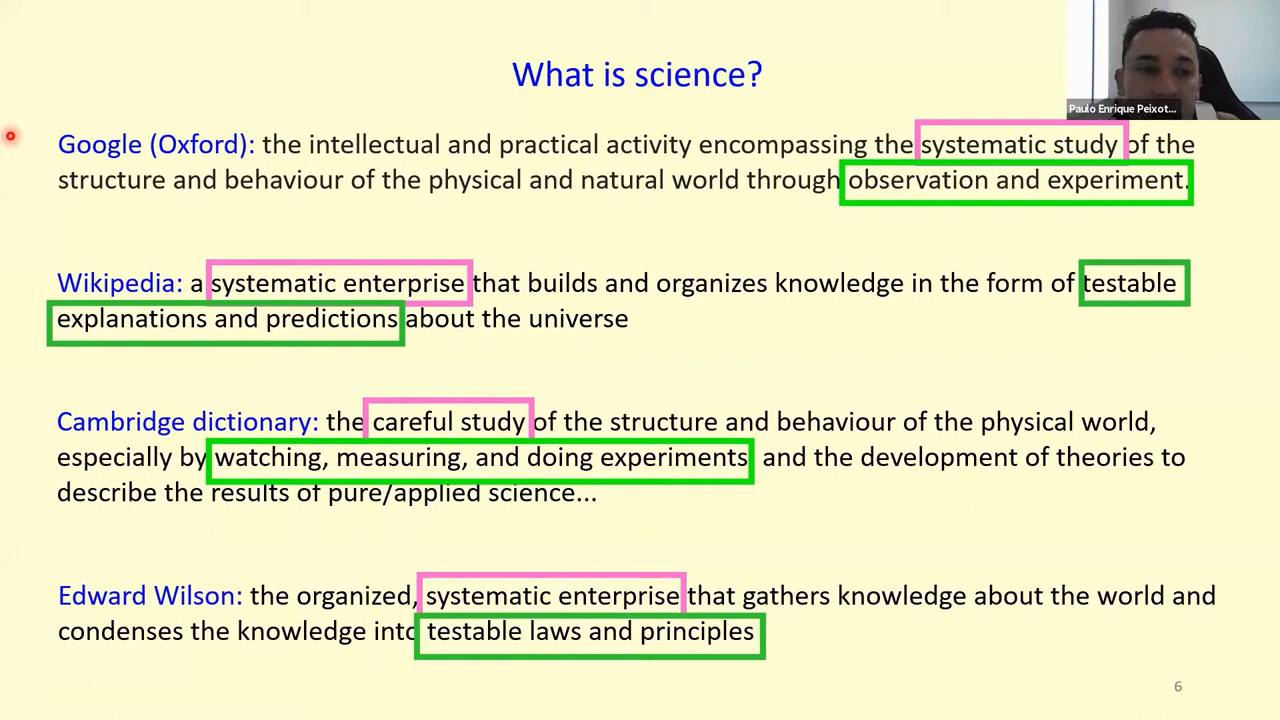 What is science?
Paulo Enrique Peixot...
Google (Oxford): the intellectual and practical activity encompassing the systematic study of the
structure and behaviour of the physical and natural world through observation and experiment.
Wikipedia: a systematic enterprise that builds and organizes knowledge in the form of testable
explanations and predictions about the universe
Cambridge dictionary: the careful study of the structure and behaviour of the physical world,
especially by watching, measuring, and doing experiments and the development of theories to
describe the results of pure/applied science...
Edward Wilson: the organized, systematic enterprise that gathers knowledge about the world and
condenses the knowledge into testable laws and principles
6